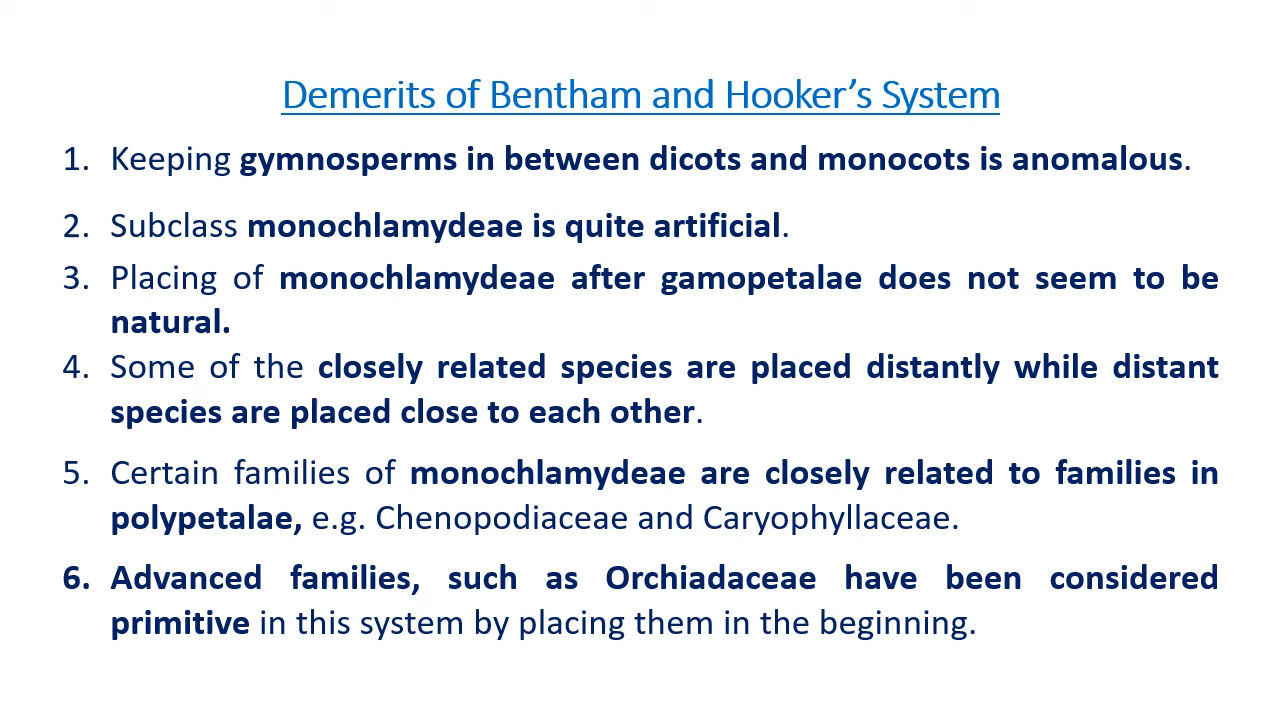 Demerits of Bentham and Hooker’s System
1. Keeping gymnosperms in between dicots and monocots is anomalous.
2. Subclass monochlamydeae is quite artificial.
3. Placing of monochlamydeae after gamopetalae does not seem to be
natural.
4. Some of the closely related species are placed distantly while distant
species are placed close to each other.
5. Certain families of monochlamydeae are closely related to families in
polypetalae, e.g. Chenopodiaceae and Caryophyllaceae.
6. Advanced families, such as Orchiadaceae have been considered
primitive in this system by placing them in the beginning.